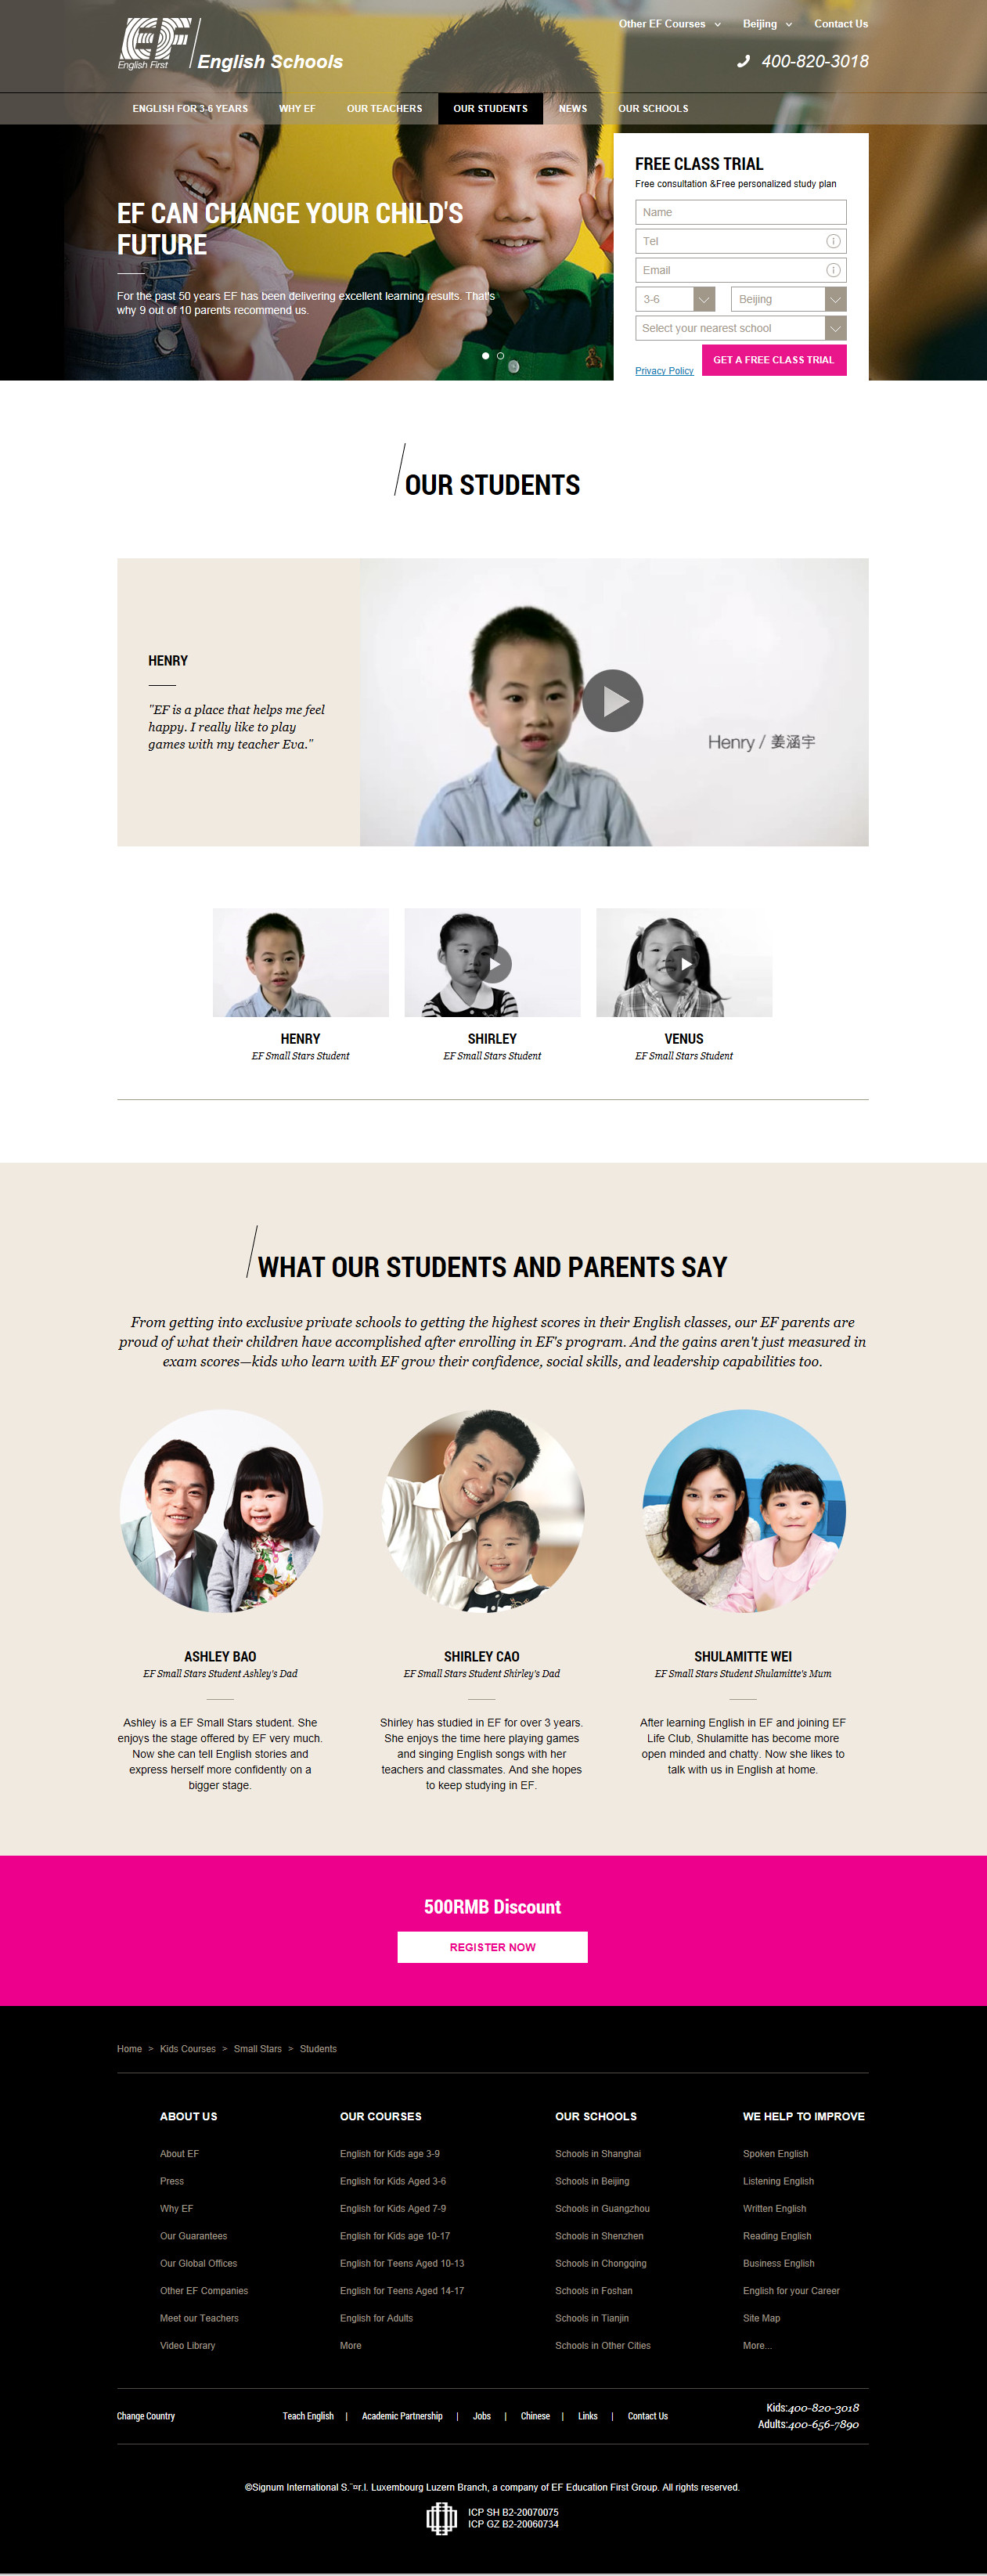 Other EF Courses
Beijing
Contact Us
EF
English First
English Schools
400-820-3018
ENGLISH FOR 3-6 YEARS
WHY EF
OUR TEACHERS
OUR STUDENTS
NEWS
OUR SCHOOLS
EF CAN CHANGE YOUR CHILD'S
FUTURE
For the past 50 years EF has been delivering excellent learning results. That's
why 9 out of 10 parents recommend us.
FREE CLASS TRIAL
Free consultation &Free personalized study plan
Name
Tel
Email
3-6
Beijing
Select your nearest school
Privacy Policy
GET A FREE CLASS TRIAL
OUR STUDENTS
HENRY
"EF is a place that helps me feel
happy. I really like to play
games with my teacher Eva."
Henry / 姜涵宇
HENRY
EF Small Stars Student
SHIRLEY
EF Small Stars Student
VENUS
EF Small Stars Student
WHAT OUR STUDENTS AND PARENTS SAY
From getting into exclusive private schools to getting the highest scores in their English classes, our EF parents are
proud of what their children have accomplished after enrolling in EF's program. And the gains aren't just measured in
exam scores—kids who learn with EF grow their confidence, social skills, and leadership capabilities too.
ASHLEY BAO
EF Small Stars Student Ashley's Dad
Ashley is a EF Small Stars student. She
enjoys the stage offered by EF very much.
Now she can tell English stories and
express herself more confidently on a
bigger stage.
SHIRLEY CAO
EF Small Stars Student Shirley's Dad
Shirley has studied in EF for over 3 years.
She enjoys the time here playing games
and singing English songs with her
teachers and classmates. And she hopes
to keep studying in EF.
SHULAMITTE WEI
EF Small Stars Student Shulamitte's Mum
After learning English in EF and joining EF
Life Club, Shulamitte has become more
open minded and chatty. Now she likes to
talk with us in English at home.
500RMB Discount
REGISTER NOW
Home > Kids Courses > Small Stars > Students
ABOUT US
About EF
Press
Why EF
Our Guarantees
Our Global Offices
Other EF Companies
Meet our Teachers
Video Library
OUR COURSES
English for Kids age 3-9
English for Kids Aged 3-6
English for Kids Aged 7-9
English for Kids age 10-17
English for Teens Aged 10-13
English for Teens Aged 14-17
English for Adults
More
OUR SCHOOLS
Schools in Shanghai
Schools in Beijing
Schools in Guangzhou
Schools in Shenzhen
Schools in Chongqing
Schools in Foshan
Schools in Tianjin
Schools in Other Cities
WE HELP TO IMPROVE
Spoken English
Listening English
Written English
Reading English
Business English
English for your Career
Site Map
More...
Change Country
Teach English | Academic Partnership | Jobs | Chinese | Links | Contact Us
Kids:400-820-3018
Adults:400-656-7890
©Signum International S.¨¤r.l. Luxembourg Luzern Branch, a company of EF Education First Group. All rights reserved.
ICP SH B2-20070075
ICP GZ B2-20060734